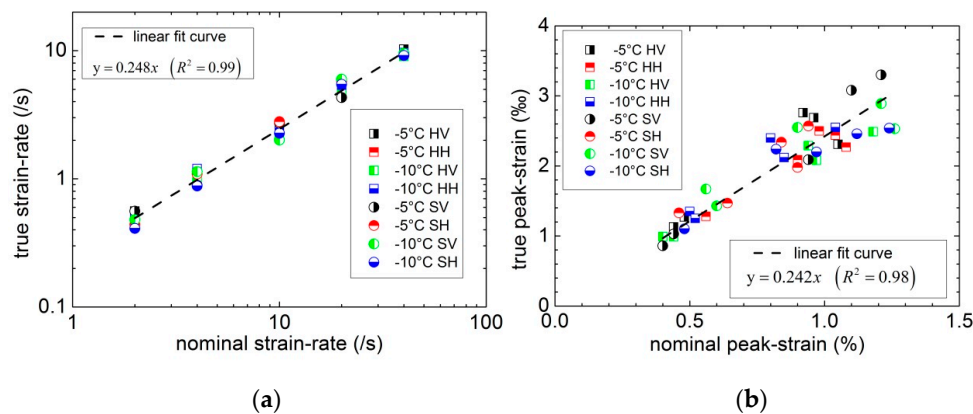 10
1
0.1
1
10
100
true strain-rate (/s)
nominal strain-rate (/s)
linear fit curve
y=0.248x (R² = 0.99)
-5°C HV
-5°C HH
-10°C HV
-10°C HH
-5°C SV
-5°C SH
-10°C SV
-10°C SH
(a)
4
3
2
1
0
0.5
1.0
1.5
true peak-strain (‰)
nominal peak-strain (%)
-5°C HV
-5°C HH
-10°C HV
-10°C HH
-5°C SV
-5°C SH
-10°C SV
-10°C SH
linear fit curve
y=0.242x (R² = 0.98)
(b)